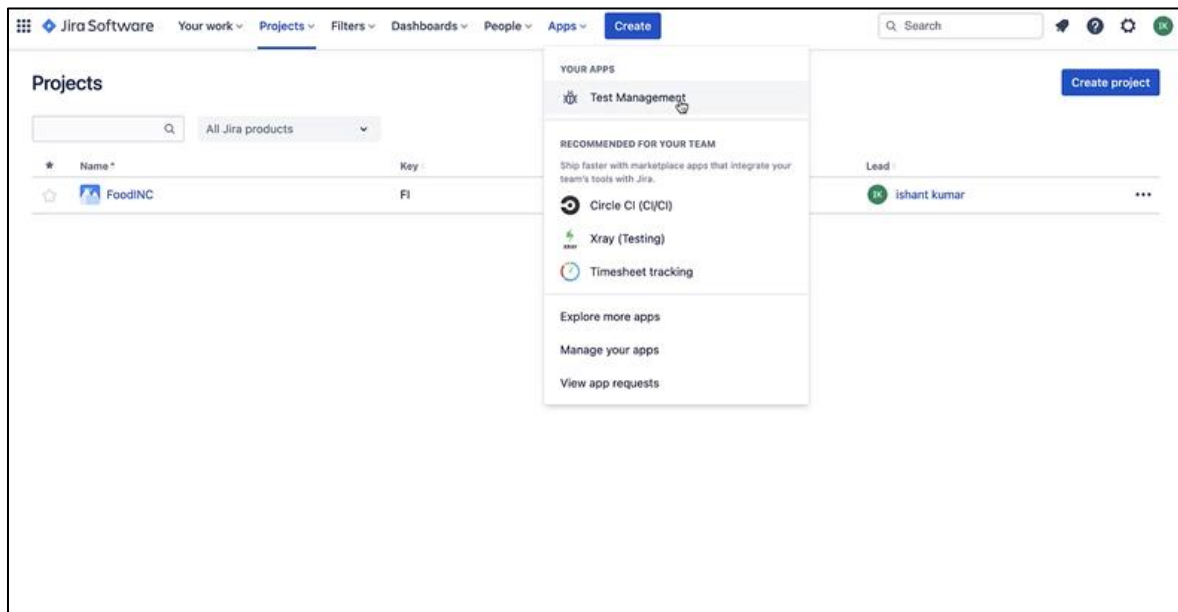 Jira Software Your work Projects Filters Dashboards People Apps Create Search IK
Projects
Create project
All Jira products
Name Key Lead
FoodINC FI IK ishant kumar
YOUR APPS
Test Management
RECOMMENDED FOR YOUR TEAM
Ship faster with marketplace apps that integrate your
team's tools with Jira.
Circle CI (CI/CI)
XRAY Xray (Testing)
Timesheet tracking
Explore more apps
Manage your apps
View app requests